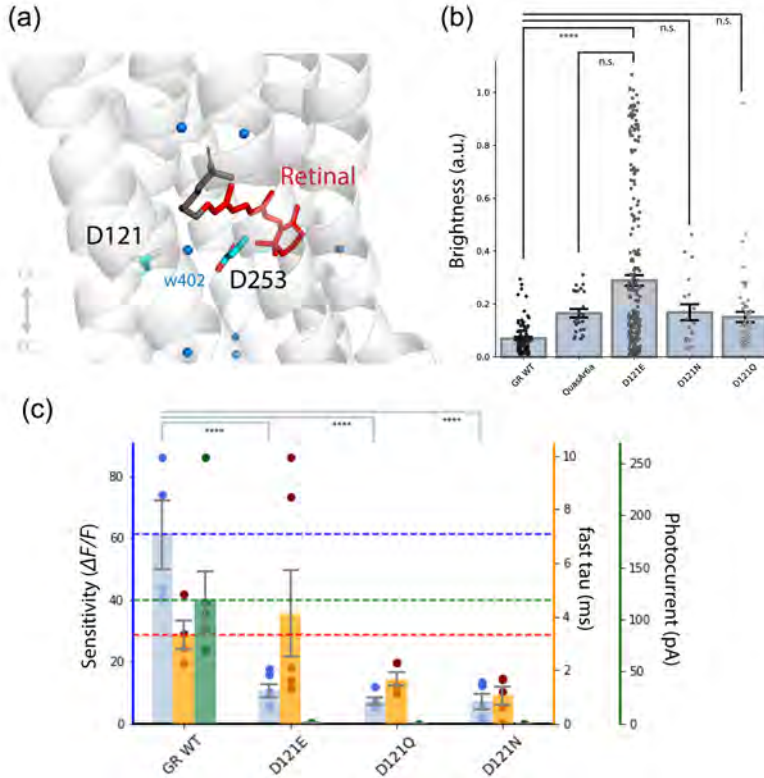 (a)
Retinal
D121
w402
D253
(b)
n.s.
n.s.
****
n.s.
Brightness (a.u.)
1.0
0.8
0.6
0.4
0.2
0.0
GR WT
QuasAr6a
D121E
D121N
D121Q
(c)
****
****
****
Sensitivity (ΔF/F)
80
60
40
20
0
fast tau (ms)
10
8
6
4
2
0
Photocurrent (pA)
250
200
150
100
50
0
GR WT
D121E
D121Q
D121N